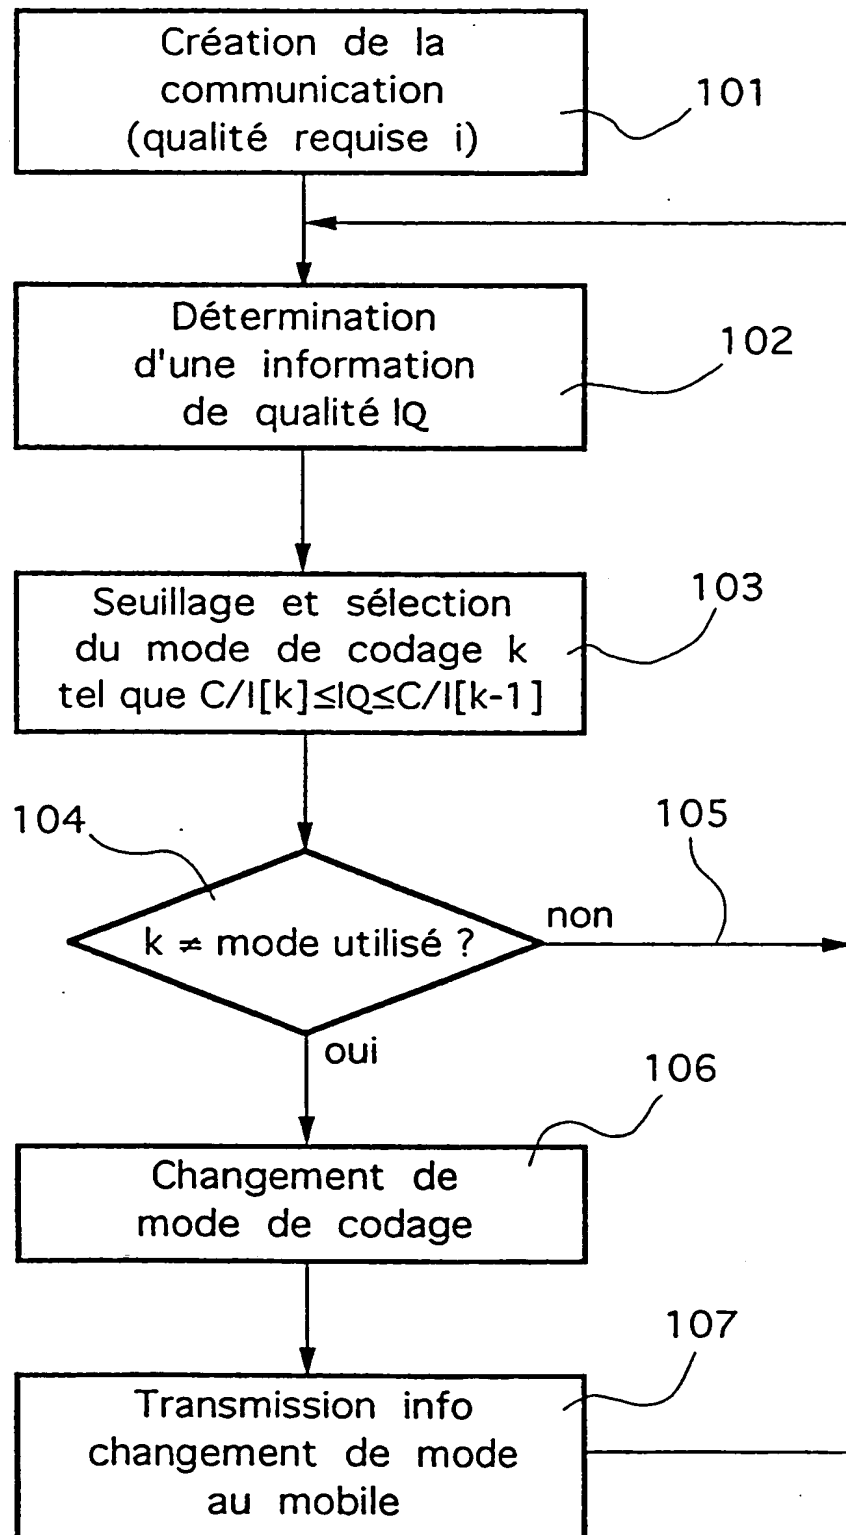 Création de la
communication
(qualité requise i)
101
Détermination
d'une information
de qualité IQ
102
Seuillage et sélection
du mode de codage k
tel que C/I[k]≤IQ≤C/I[k-1]
103
104
105
k ≠ mode utilisé ?
non
oui
106
Changement de
mode de codage
107
Transmission info
changement de mode
au mobile